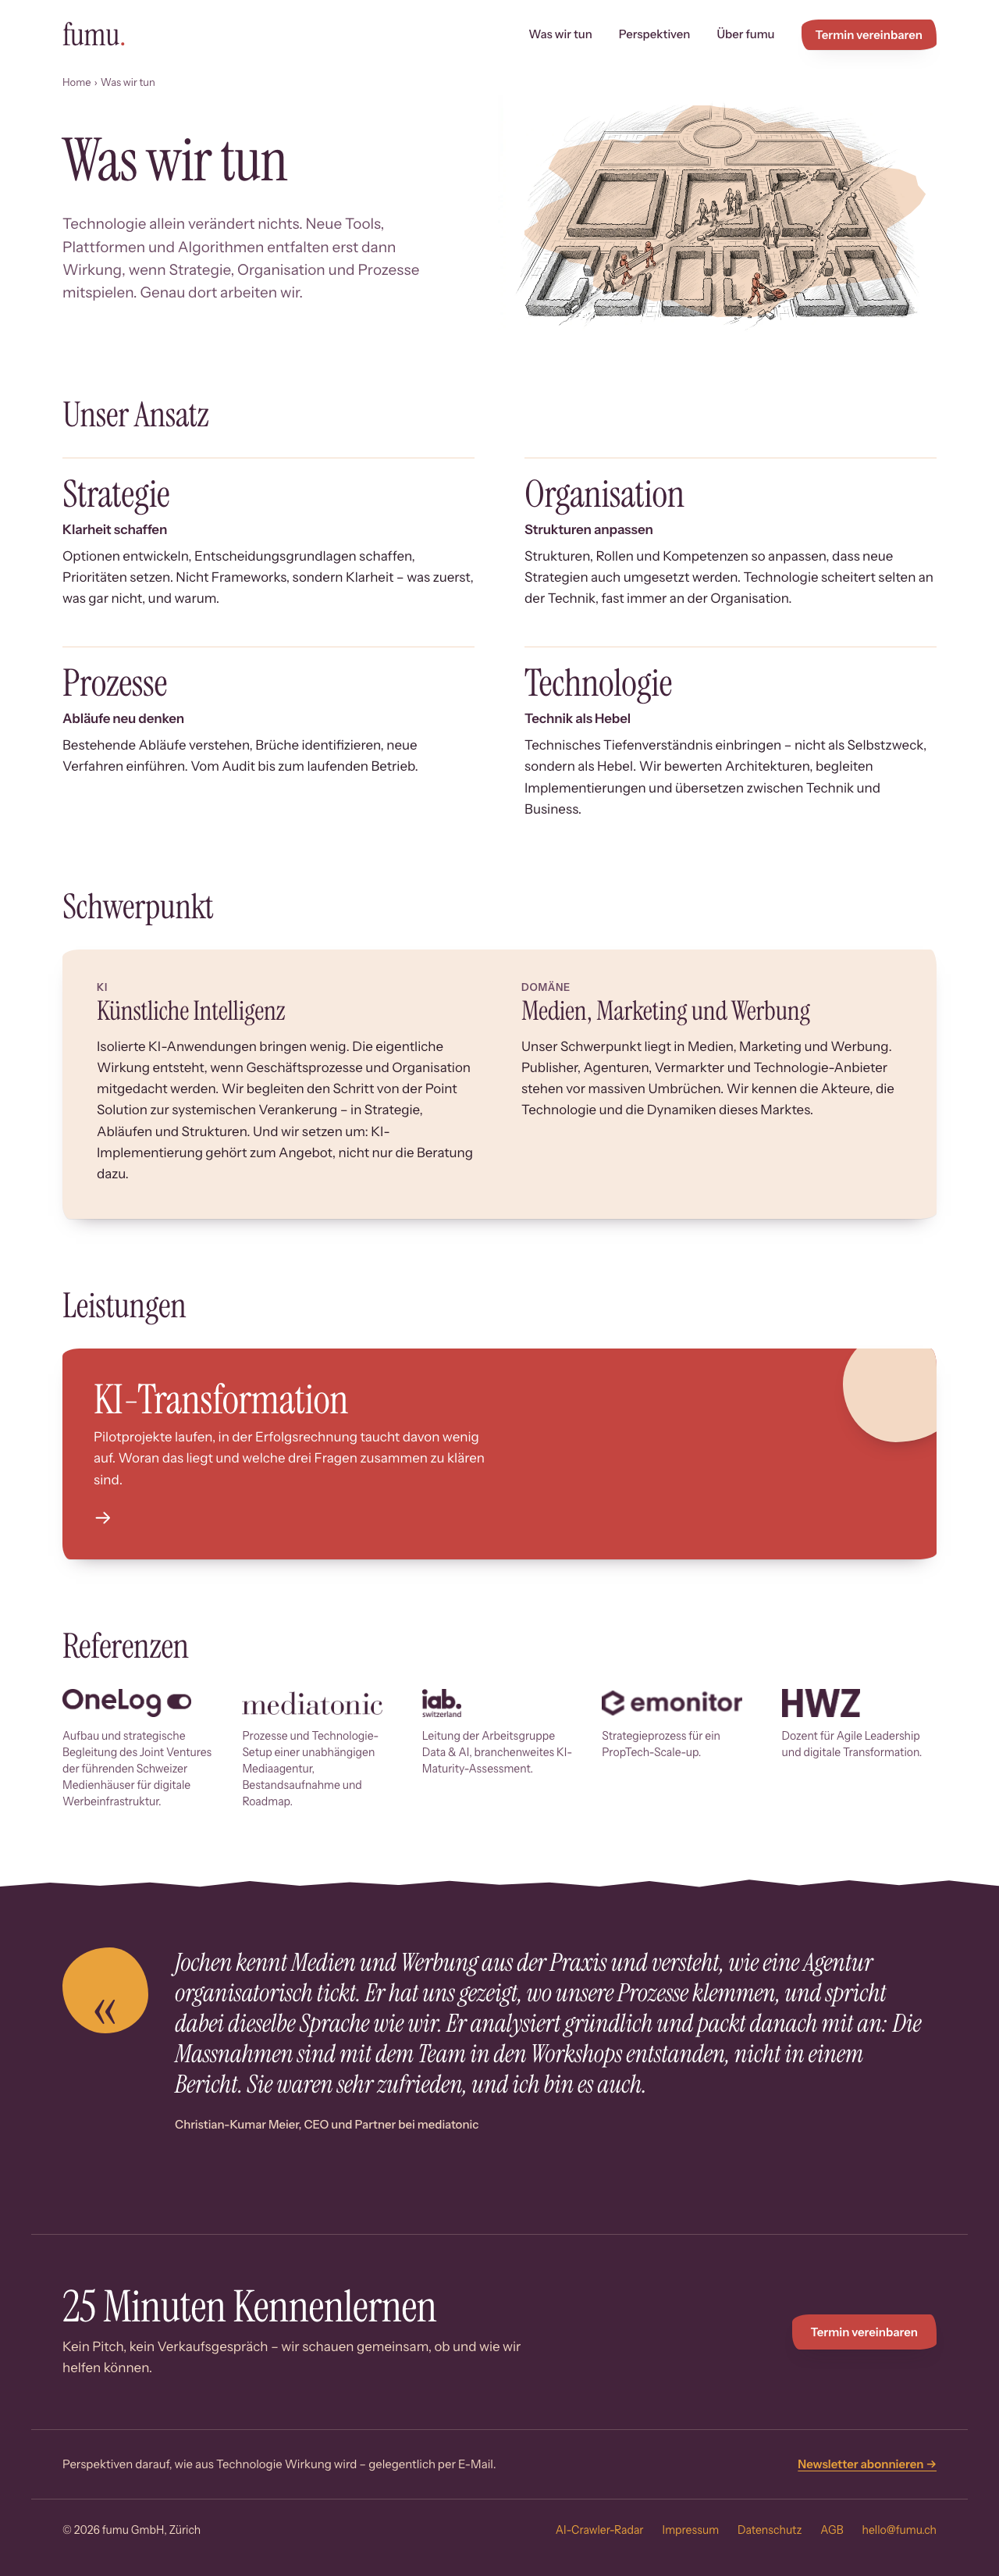 fumu.
Was wir tun
Perspektiven
Über fumu
Termin vereinbaren
Home › Was wir tun
Was wir tun
Technologie allein verändert nichts. Neue Tools,
Plattformen und Algorithmen entfalten erst dann
Wirkung, wenn Strategie, Organisation und Prozesse
mitspielen. Genau dort arbeiten wir.
Unser Ansatz
Strategie
Klarheit schaffen
Optionen entwickeln, Entscheidungsgrundlagen schaffen,
Prioritäten setzen. Nicht Frameworks, sondern Klarheit – was zuerst,
was gar nicht, und warum.
Organisation
Strukturen anpassen
Strukturen, Rollen und Kompetenzen so anpassen, dass neue
Strategien auch umgesetzt werden. Technologie scheitert selten an
der Technik, fast immer an der Organisation.
Prozesse
Abläufe neu denken
Bestehende Abläufe verstehen, Brüche identifizieren, neue
Verfahren einführen. Vom Audit bis zum laufenden Betrieb.
Technologie
Technik als Hebel
Technisches Tiefenverständnis einbringen – nicht als Selbstzweck,
sondern als Hebel. Wir bewerten Architekturen, begleiten
Implementierungen und übersetzen zwischen Technik und
Business.
Schwerpunkt
KI
Künstliche Intelligenz
Isolierte KI-Anwendungen bringen wenig. Die eigentliche
Wirkung entsteht, wenn Geschäftsprozesse und Organisation
mitgedacht werden. Wir begleiten den Schritt von der Point
Solution zur systemischen Verankerung – in Strategie,
Abläufen und Strukturen. Und wir setzen um: KI-
Implementierung gehört zum Angebot, nicht nur die Beratung
dazu.
DOMÄNE
Medien, Marketing und Werbung
Unser Schwerpunkt liegt in Medien, Marketing und Werbung.
Publisher, Agenturen, Vermarkter und Technologie-Anbieter
stehen vor massiven Umbrüchen. Wir kennen die Akteure, die
Technologie und die Dynamiken dieses Marktes.
Leistungen
KI-Transformation
Pilotprojekte laufen, in der Erfolgsrechnung taucht davon wenig
auf. Woran das liegt und welche drei Fragen zusammen zu klären
sind.
→
Referenzen
OneLog
Aufbau und strategische
Begleitung des Joint Ventures
der führenden Schweizer
Medienhäuser für digitale
Werbeinfrastruktur.
mediatonic
Prozesse und Technologie-
Setup einer unabhängigen
Mediaagentur,
Bestandsaufnahme und
Roadmap.
iab.
switzerland
Leitung der Arbeitsgruppe
Data & AI, branchenweites KI-
Maturity-Assessment.
emonitor
Strategieprozess für ein
PropTech-Scale-up.
HWZ
Dozent für Agile Leadership
und digitale Transformation.
«
Jochen kennt Medien und Werbung aus der Praxis und versteht, wie eine Agentur
organisatorisch tickt. Er hat uns gezeigt, wo unsere Prozesse klemmen, und spricht
dabei dieselbe Sprache wie wir. Er analysiert gründlich und packt danach mit an: Die
Massnahmen sind mit dem Team in den Workshops entstanden, nicht in einem
Bericht. Sie waren sehr zufrieden, und ich bin es auch.
Christian-Kumar Meier, CEO und Partner bei mediatonic
25 Minuten Kennenlernen
Kein Pitch, kein Verkaufsgespräch – wir schauen gemeinsam, ob und wie wir
helfen können.
Termin vereinbaren
Perspektiven darauf, wie aus Technologie Wirkung wird – gelegentlich per E-Mail.
Newsletter abonnieren →
© 2026 fumu GmbH, Zürich
AI-Crawler-Radar
Impressum
Datenschutz
AGB
hello@fumu.ch